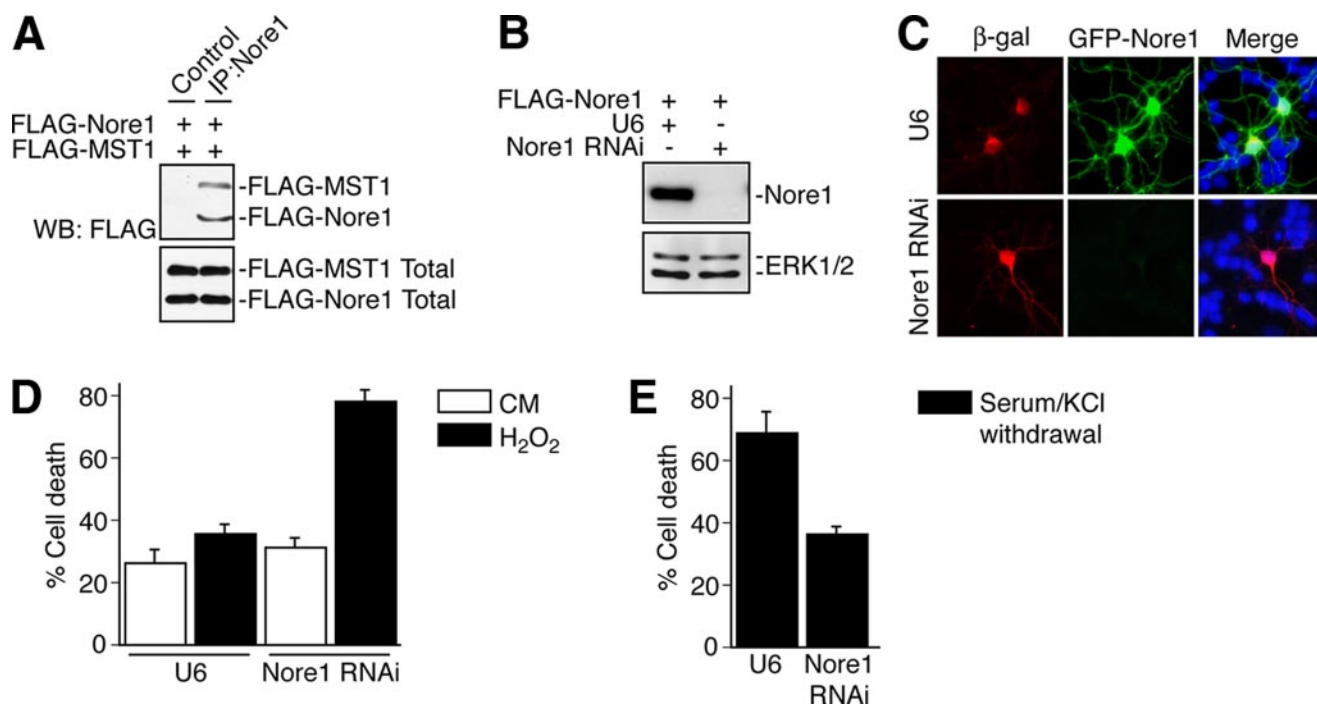 A
Control
IP:Nore1
FLAG-Nore1 + +
FLAG-MST1 + +
-FLAG-MST1
-FLAG-Nore1
WB: FLAG
-FLAG-MST1 Total
-FLAG-Nore1 Total
B
FLAG-Nore1 + +
U6 + -
Nore1 RNAi - +
-Nore1
ERK1/2
C
β-gal GFP-Nore1 Merge
U6
Nore1 RNAi
D
% Cell death
80
60
40
20
0
U6 Nore1 RNAi
CM
H₂O₂
E
% Cell death
80
60
40
20
0
U6 Nore1
RNAi
Serum/KCl
withdrawal